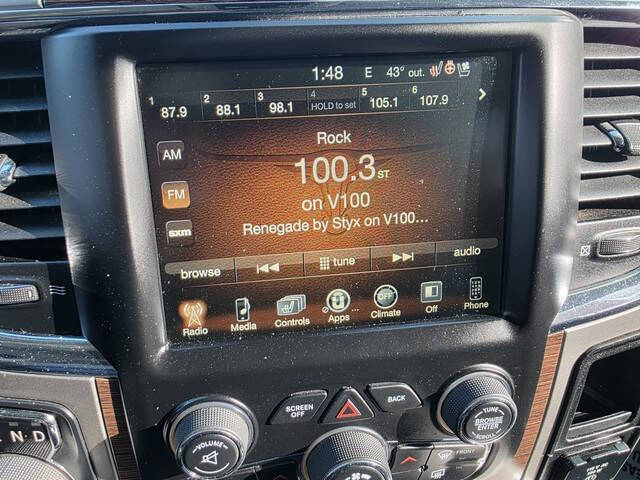 1:48 E 43° out.
1 87.9 2 88.1 3 98.1 4 HOLD to set 5 105.1 6 107.9
Rock
AM
100.3 ST
FM
on V100
Renegade by Styx on V100...
sxm
browse tune audio
Radio Media Controls Apps OFF Climate Off Phone
SCREEN OFF BACK
VOLUME
TUNE
BROWSE
ENTER
SCROLL
FRONT
N D